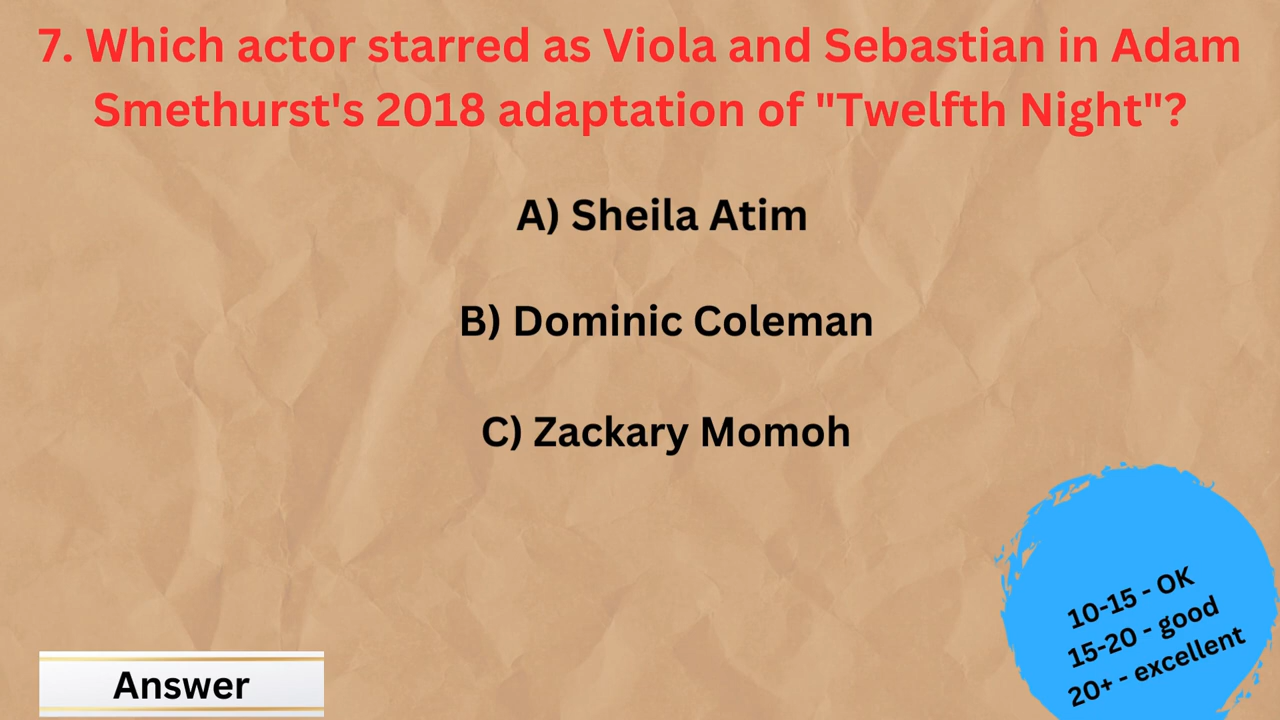 7. Which actor starred as Viola and Sebastian in Adam
Smethurst's 2018 adaptation of "Twelfth Night"?
A) Sheila Atim
B) Dominic Coleman
C) Zackary Momoh
10-15 - OK
15-20 - good
20+ - excellent
Answer